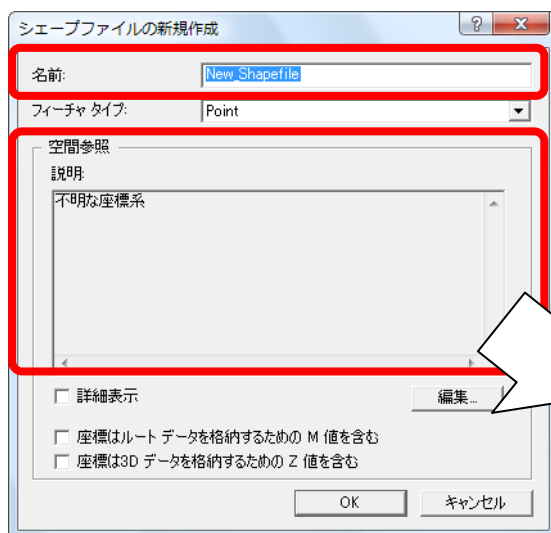 シェープファイルの新規作成
名前:
New_Shapefile
フィーチャ タイプ:
Point
空間参照
説明:
不明な座標系
詳細表示
編集...
座標はルート データを格納するための M 値を含む
座標は3D データを格納するための Z 値を含む
OK
キャンセル